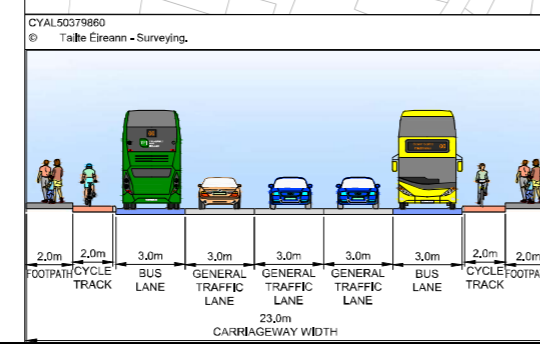 CYAL50379860
© Tailte Éireann - Surveying.
2.0m 2.0m 3.0m 3.0m 3.0m 3.0m 3.0m 2.0m 2.0m
FOOTPATH CYCLE TRACK BUS LANE GENERAL TRAFFIC LANE GENERAL TRAFFIC LANE GENERAL TRAFFIC LANE BUS LANE CYCLE TRACK FOOTPA
23.0m
CARRIAGEWAY WIDTH